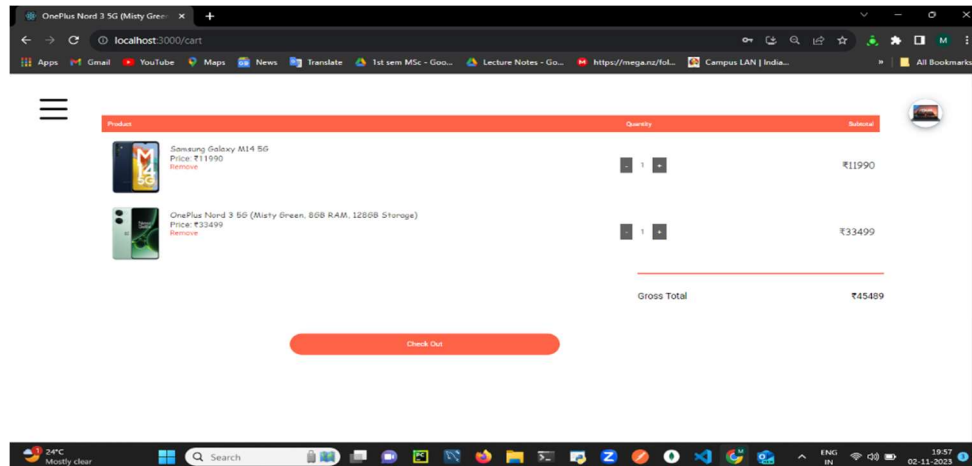 OnePlus Nord 3 5G (Misty Gree
localhost:3000/cart
Apps Gmail YouTube Maps News Translate 1st sem MSc - Goo... Lecture Notes - Go... https://mega.nz/fol... Campus LAN | India... » All Bookmarks
M
Product Quantity Subtotal
Samsung Galaxy M14 5G
Price: ₹11990
Remove
- 1 + ₹11990
M14 5G
OnePlus Nord 3 5G (Misty Green, 8GB RAM, 128GB Storage)
Price: ₹33499
Remove
- 1 + ₹33499
Gross Total ₹45489
Check Out
24°C
Mostly clear
Search
ENG
IN
19:57
02-11-2023